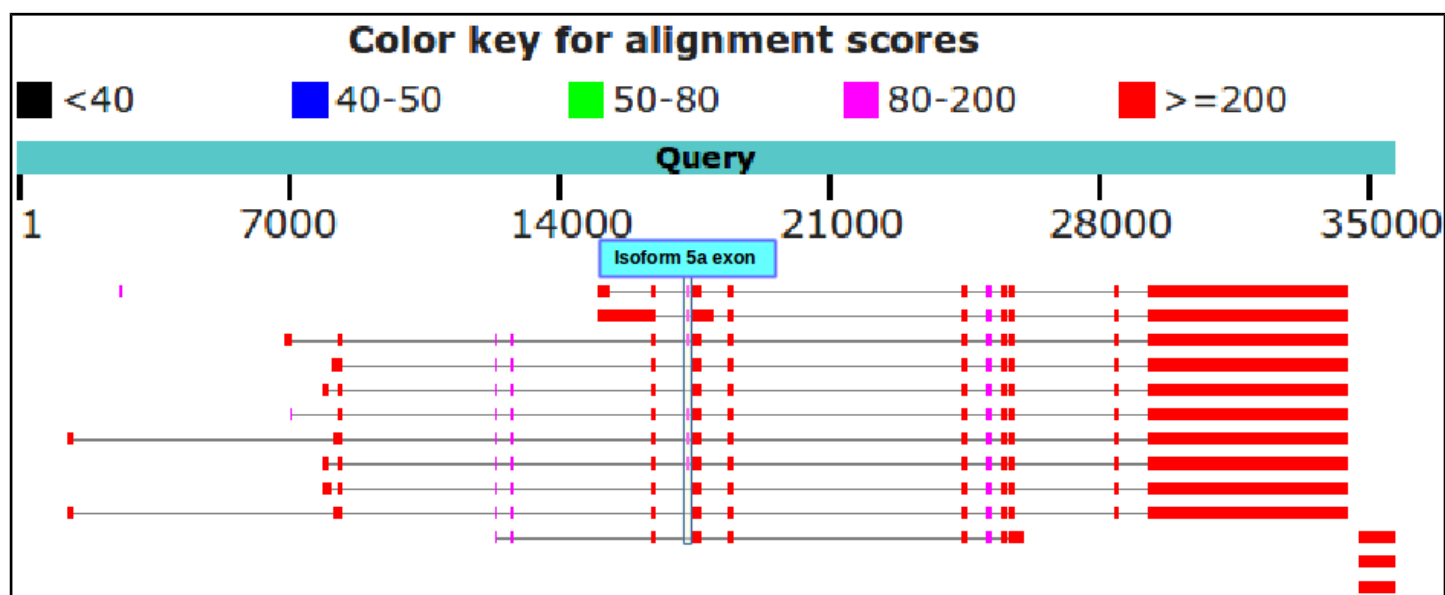 Color key for alignment scores
<40 40-50 50-80 80-200 >=200
Query
1 7000 14000 21000 28000 35000
Isoform 5a exon